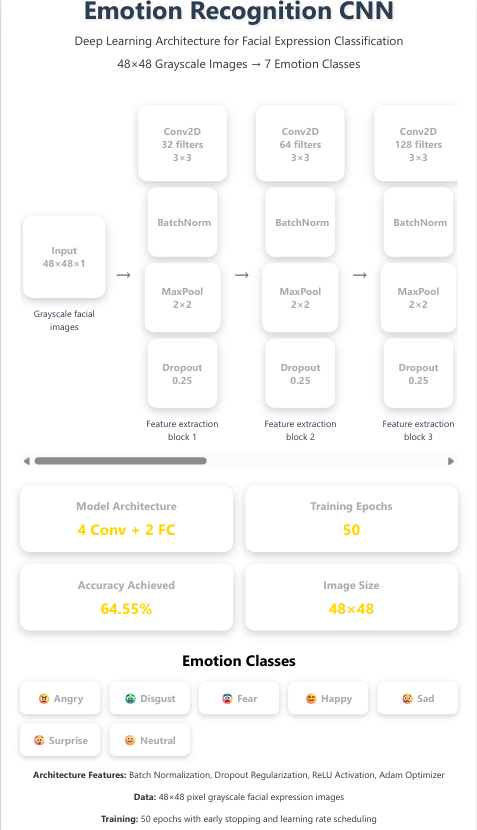 Emotion Recognition CNN
Deep Learning Architecture for Facial Expression Classification
48×48 Grayscale Images → 7 Emotion Classes
Input
48×48×1
Grayscale facial
images
→
Conv2D
32 filters
3×3
BatchNorm
MaxPool
2×2
Dropout
0.25
Feature extraction
block 1
→
Conv2D
64 filters
3×3
BatchNorm
MaxPool
2×2
Dropout
0.25
Feature extraction
block 2
→
Conv2D
128 filters
3×3
BatchNorm
MaxPool
2×2
Dropout
0.25
Feature extraction
block 3
Model Architecture
4 Conv + 2 FC
Training Epochs
50
Accuracy Achieved
64.55%
Image Size
48×48
Emotion Classes
Angry
Disgust
Fear
Happy
Sad
Surprise
Neutral
Architecture Features: Batch Normalization, Dropout Regularization, ReLU Activation, Adam Optimizer
Data: 48×48 pixel grayscale facial expression images
Training: 50 epochs with early stopping and learning rate scheduling